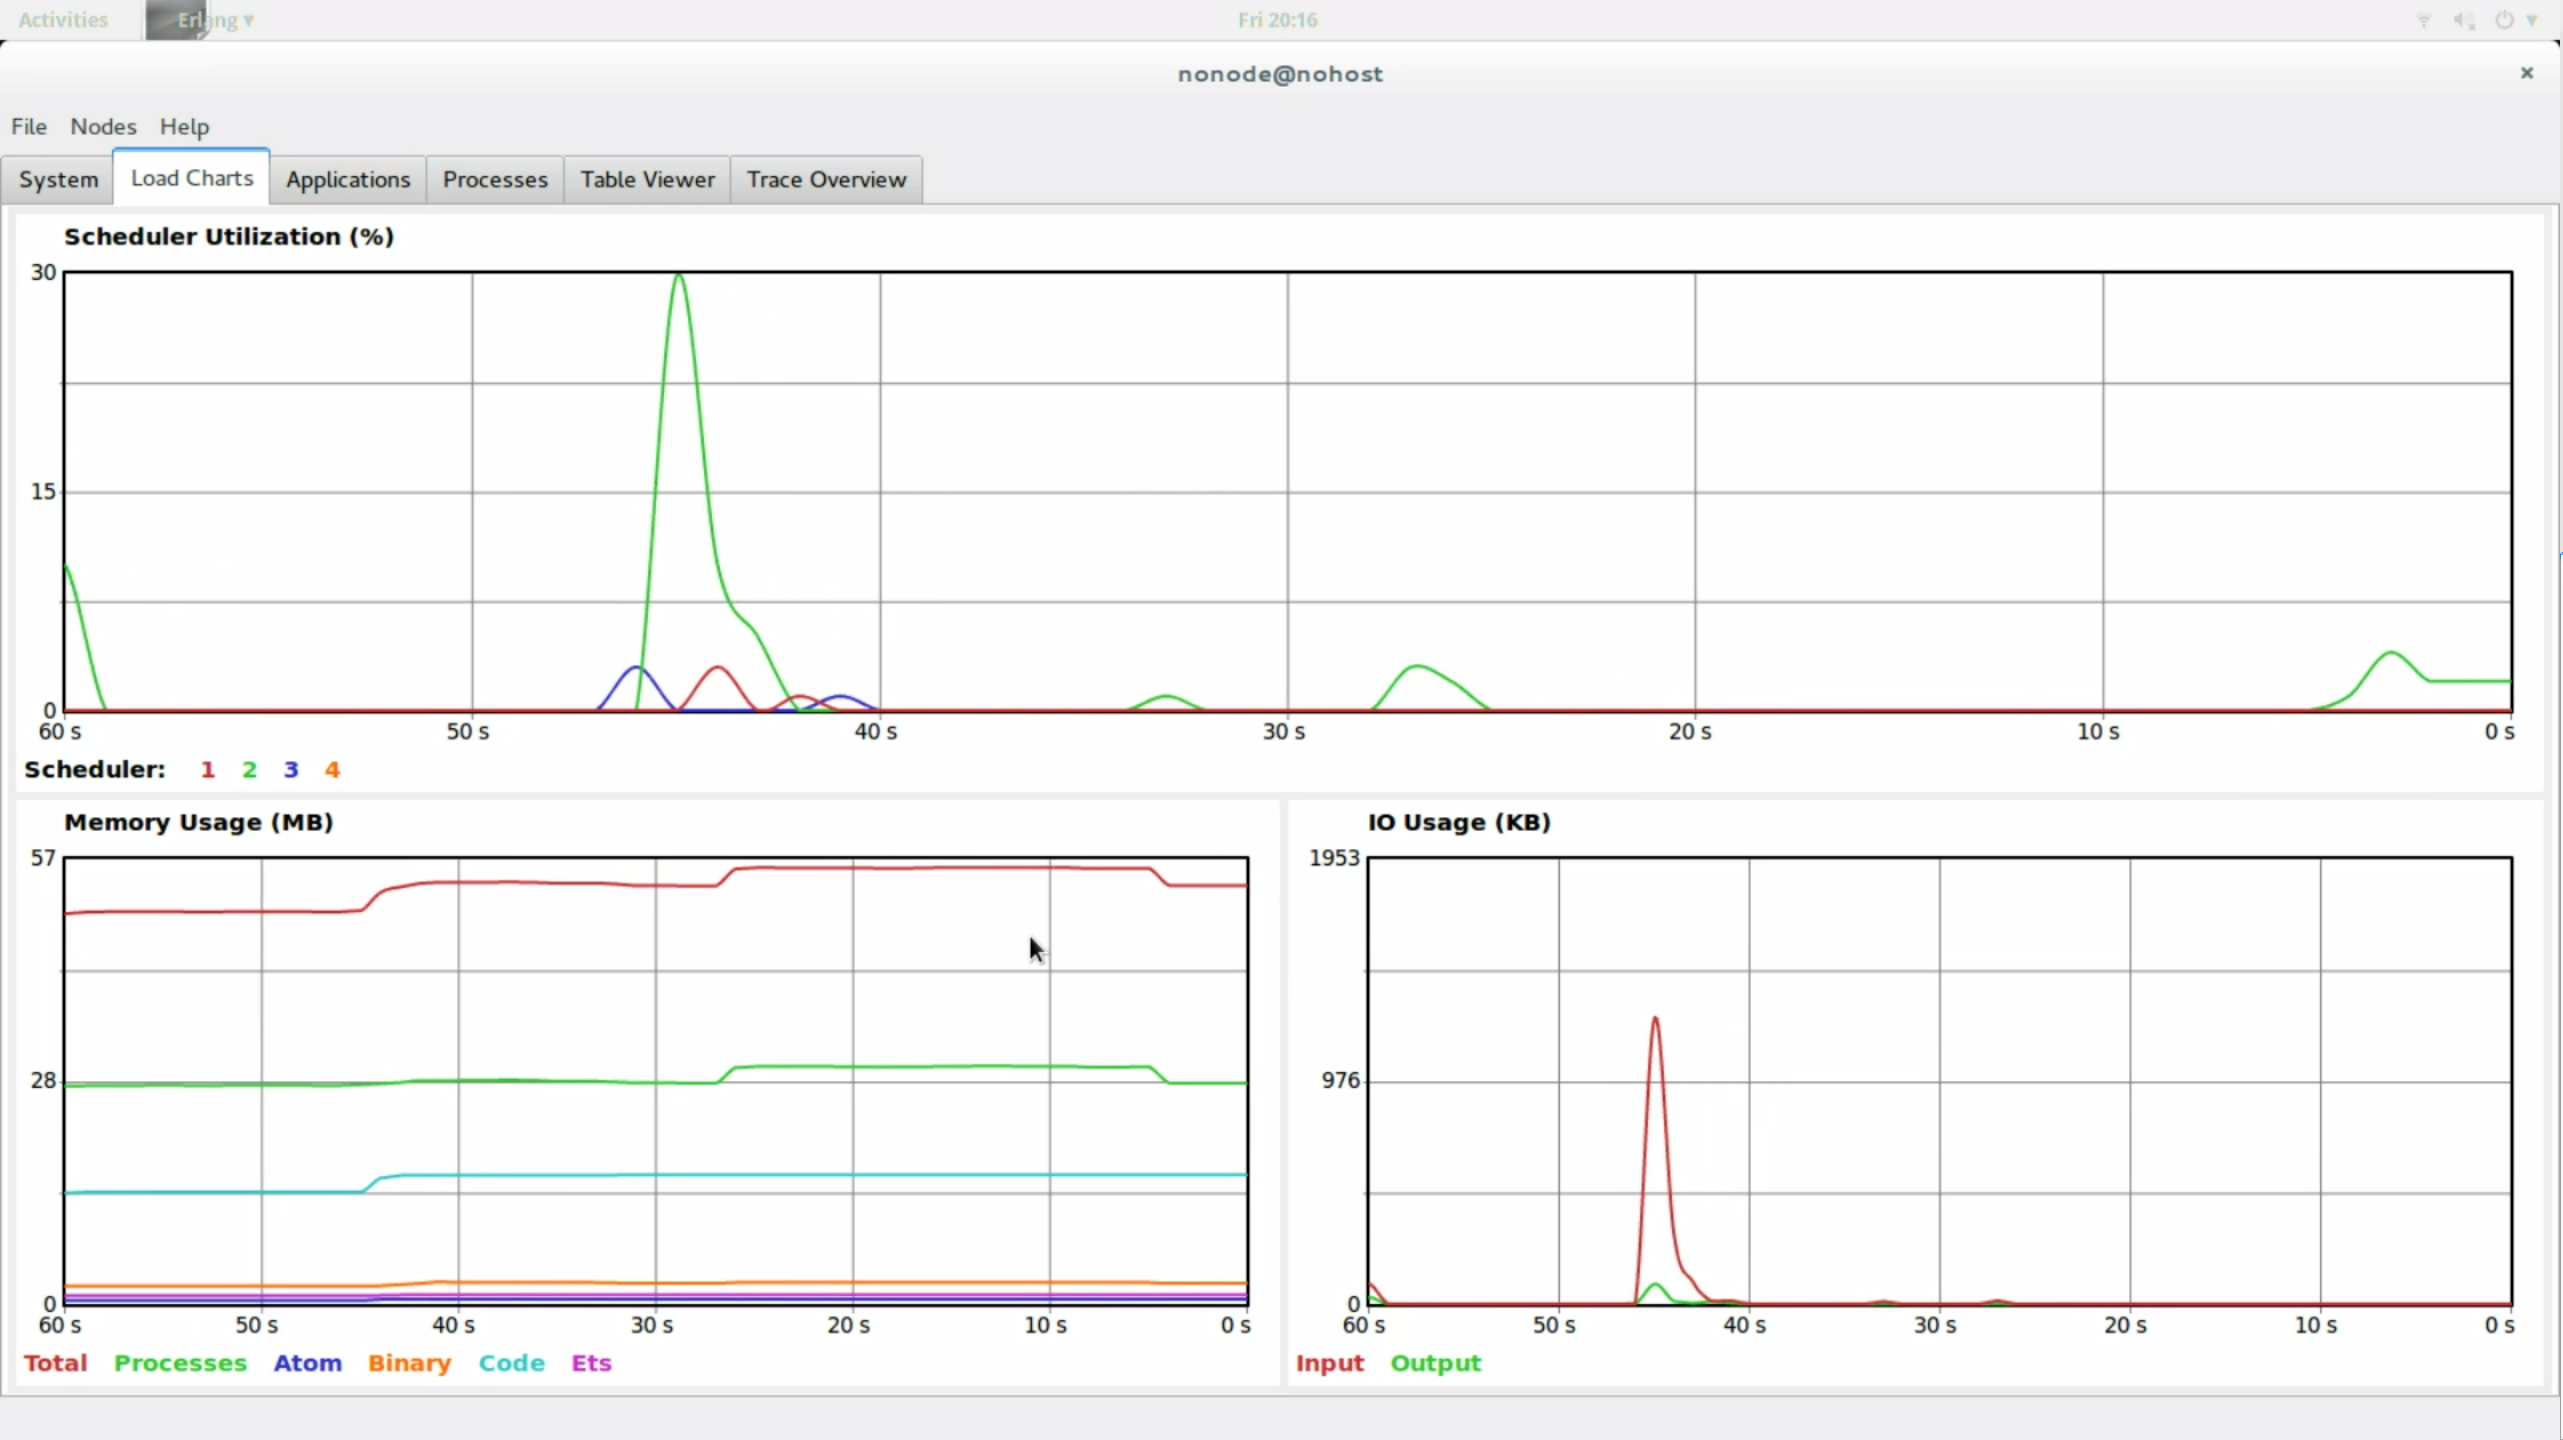 Activities Erlang ▾ Fri 20:16
nonode@nohost ×
File Nodes Help
System Load Charts Applications Processes Table Viewer Trace Overview
Scheduler Utilization (%)
30
15
0
60 s 50 s 40 s 30 s 20 s 10 s 0 s
Scheduler: 1 2 3 4
Memory Usage (MB)
57
28
0
60 s 50 s 40 s 30 s 20 s 10 s 0 s
Total Processes Atom Binary Code Ets
IO Usage (KB)
1953
976
0
60 s 50 s 40 s 30 s 20 s 10 s 0 s
Input Output